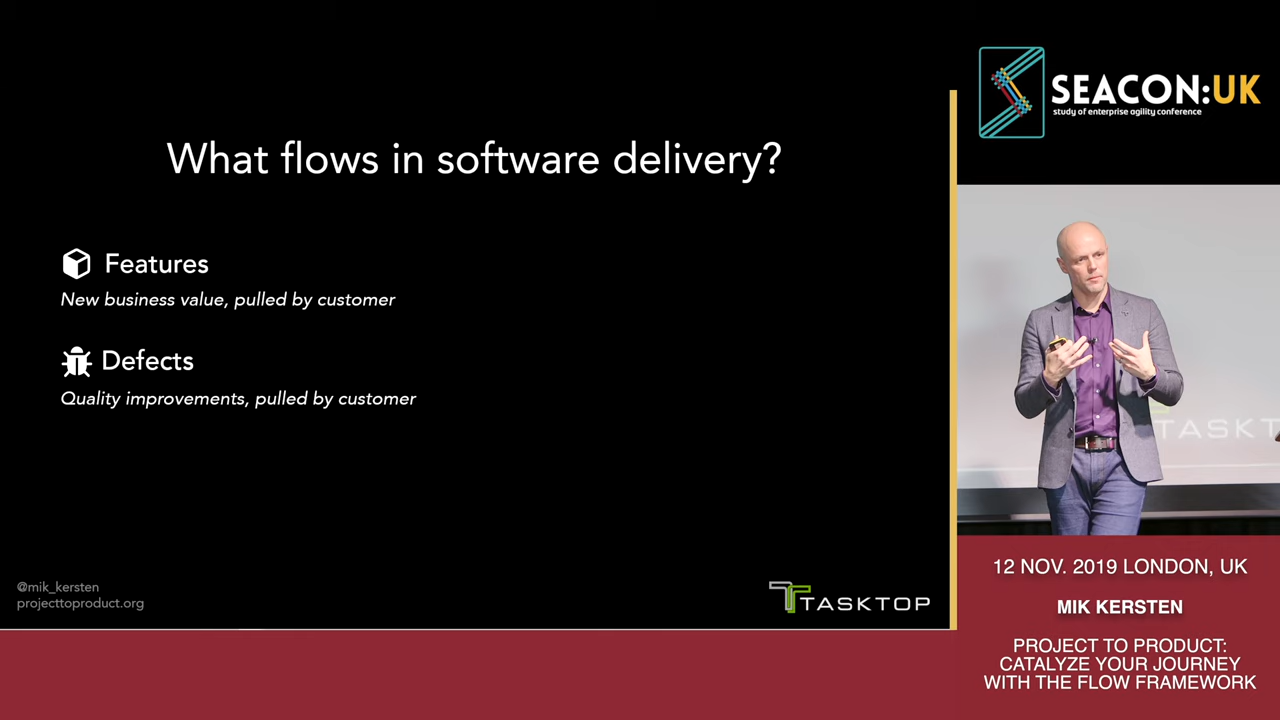 What flows in software delivery?
Features
New business value, pulled by customer
Defects
Quality improvements, pulled by customer
@mik_kersten
projecttoproduct.org
TASKTOP
SEACON:UK
study of enterprise agility conference
TASKT
12 NOV. 2019 LONDON, UK
MIK KERSTEN
PROJECT TO PRODUCT:
CATALYZE YOUR JOURNEY
WITH THE FLOW FRAMEWORK